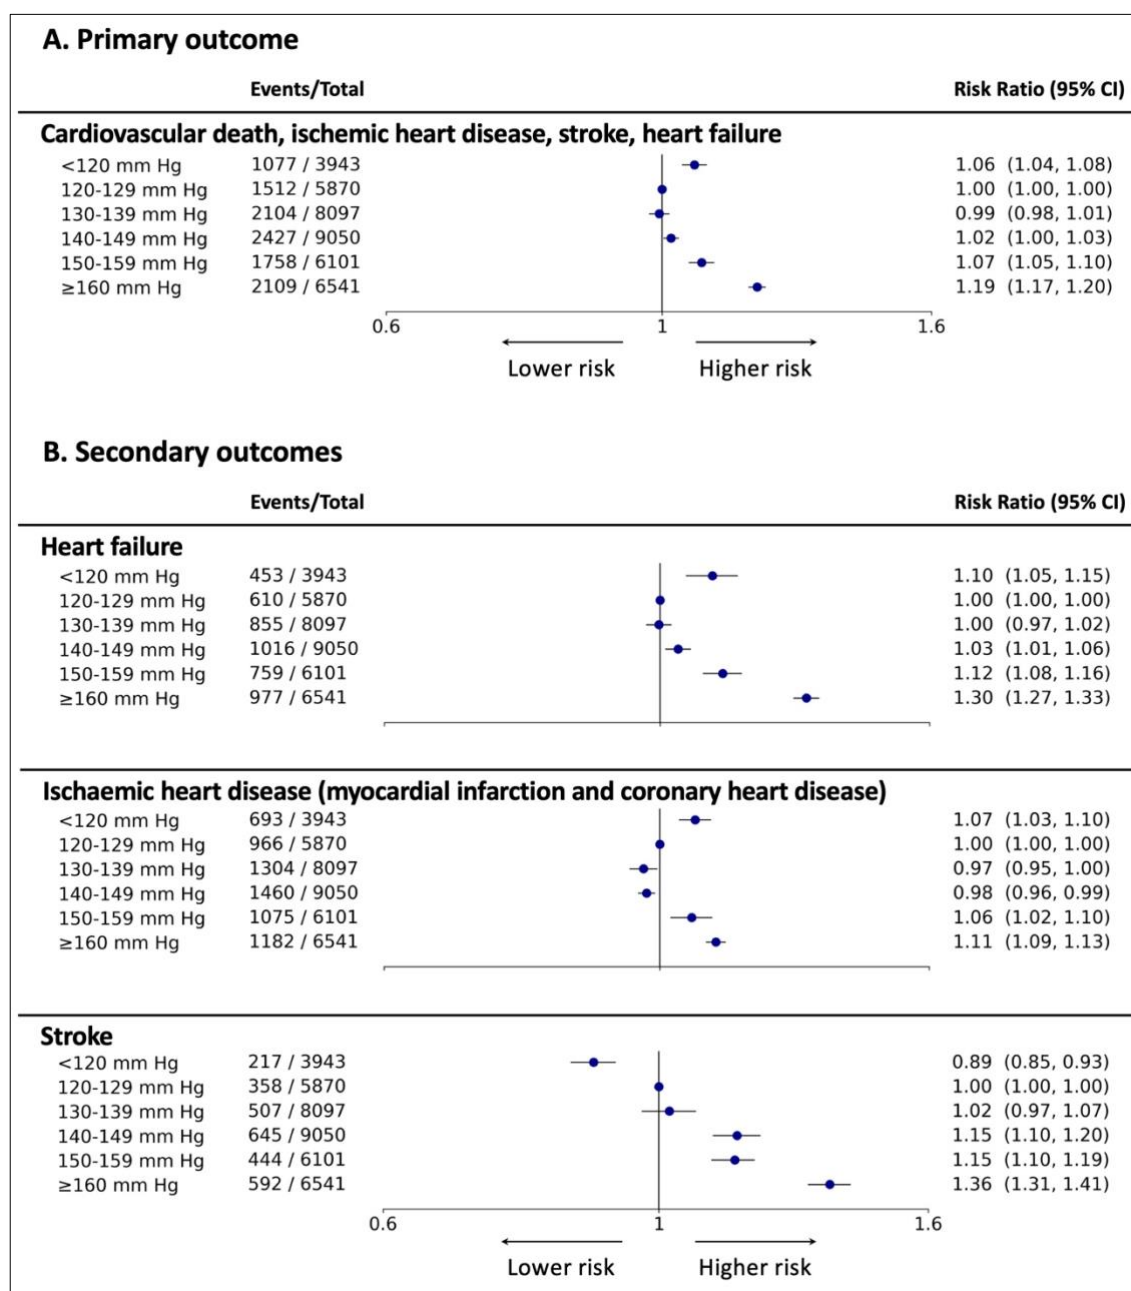 A. Primary outcome
Events/Total Risk Ratio (95% CI)
Cardiovascular death, ischemic heart disease, stroke, heart failure
<120 mm Hg 1077 / 3943 1.06 (1.04, 1.08)
120-129 mm Hg 1512 / 5870 1.00 (1.00, 1.00)
130-139 mm Hg 2104 / 8097 0.99 (0.98, 1.01)
140-149 mm Hg 2427 / 9050 1.02 (1.00, 1.03)
150-159 mm Hg 1758 / 6101 1.07 (1.05, 1.10)
≥160 mm Hg 2109 / 6541 1.19 (1.17, 1.20)
0.6 1 1.6
Lower risk Higher risk
B. Secondary outcomes
Events/Total Risk Ratio (95% CI)
Heart failure
<120 mm Hg 453 / 3943 1.10 (1.05, 1.15)
120-129 mm Hg 610 / 5870 1.00 (1.00, 1.00)
130-139 mm Hg 855 / 8097 1.00 (0.97, 1.02)
140-149 mm Hg 1016 / 9050 1.03 (1.01, 1.06)
150-159 mm Hg 759 / 6101 1.12 (1.08, 1.16)
≥160 mm Hg 977 / 6541 1.30 (1.27, 1.33)
Ischaemic heart disease (myocardial infarction and coronary heart disease)
<120 mm Hg 693 / 3943 1.07 (1.03, 1.10)
120-129 mm Hg 966 / 5870 1.00 (1.00, 1.00)
130-139 mm Hg 1304 / 8097 0.97 (0.95, 1.00)
140-149 mm Hg 1460 / 9050 0.98 (0.96, 0.99)
150-159 mm Hg 1075 / 6101 1.06 (1.02, 1.10)
≥160 mm Hg 1182 / 6541 1.11 (1.09, 1.13)
Stroke
<120 mm Hg 217 / 3943 0.89 (0.85, 0.93)
120-129 mm Hg 358 / 5870 1.00 (1.00, 1.00)
130-139 mm Hg 507 / 8097 1.02 (0.97, 1.07)
140-149 mm Hg 645 / 9050 1.15 (1.10, 1.20)
150-159 mm Hg 444 / 6101 1.15 (1.10, 1.19)
≥160 mm Hg 592 / 6541 1.36 (1.31, 1.41)
0.6 1 1.6
Lower risk Higher risk